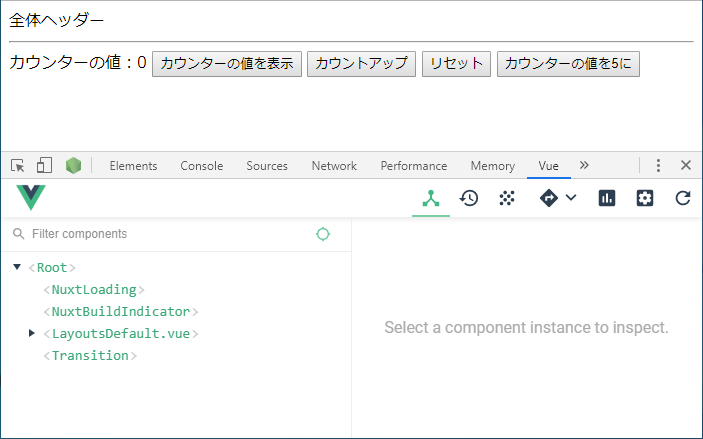 全体ヘッダー
カウンターの値：0 カウンターの値を表示 カウントアップ リセット カウンターの値を5に
Elements Console Sources Network Performance Memory Vue
Filter components
<Root>
<NuxtLoading>
<NuxtBuildIndicator>
<LayoutsDefault.vue>
<Transition>
Select a component instance to inspect.